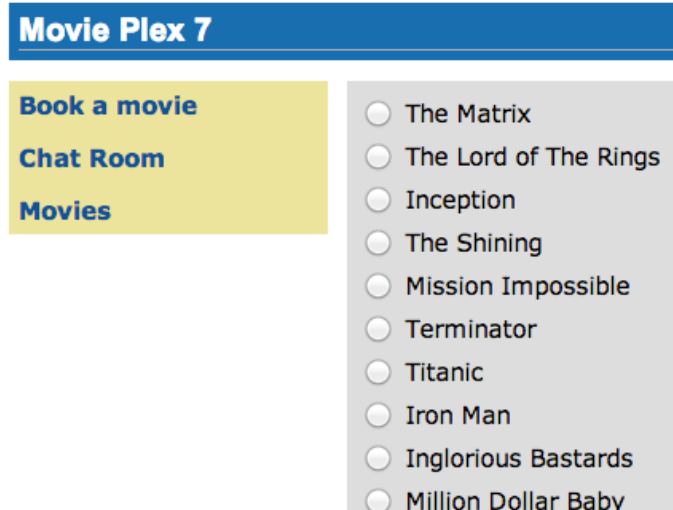 Movie Plex 7
Book a movie
Chat Room
Movies
The Matrix
The Lord of The Rings
Inception
The Shining
Mission Impossible
Terminator
Titanic
Iron Man
Inglorious Bastards
Million Dollar Baby